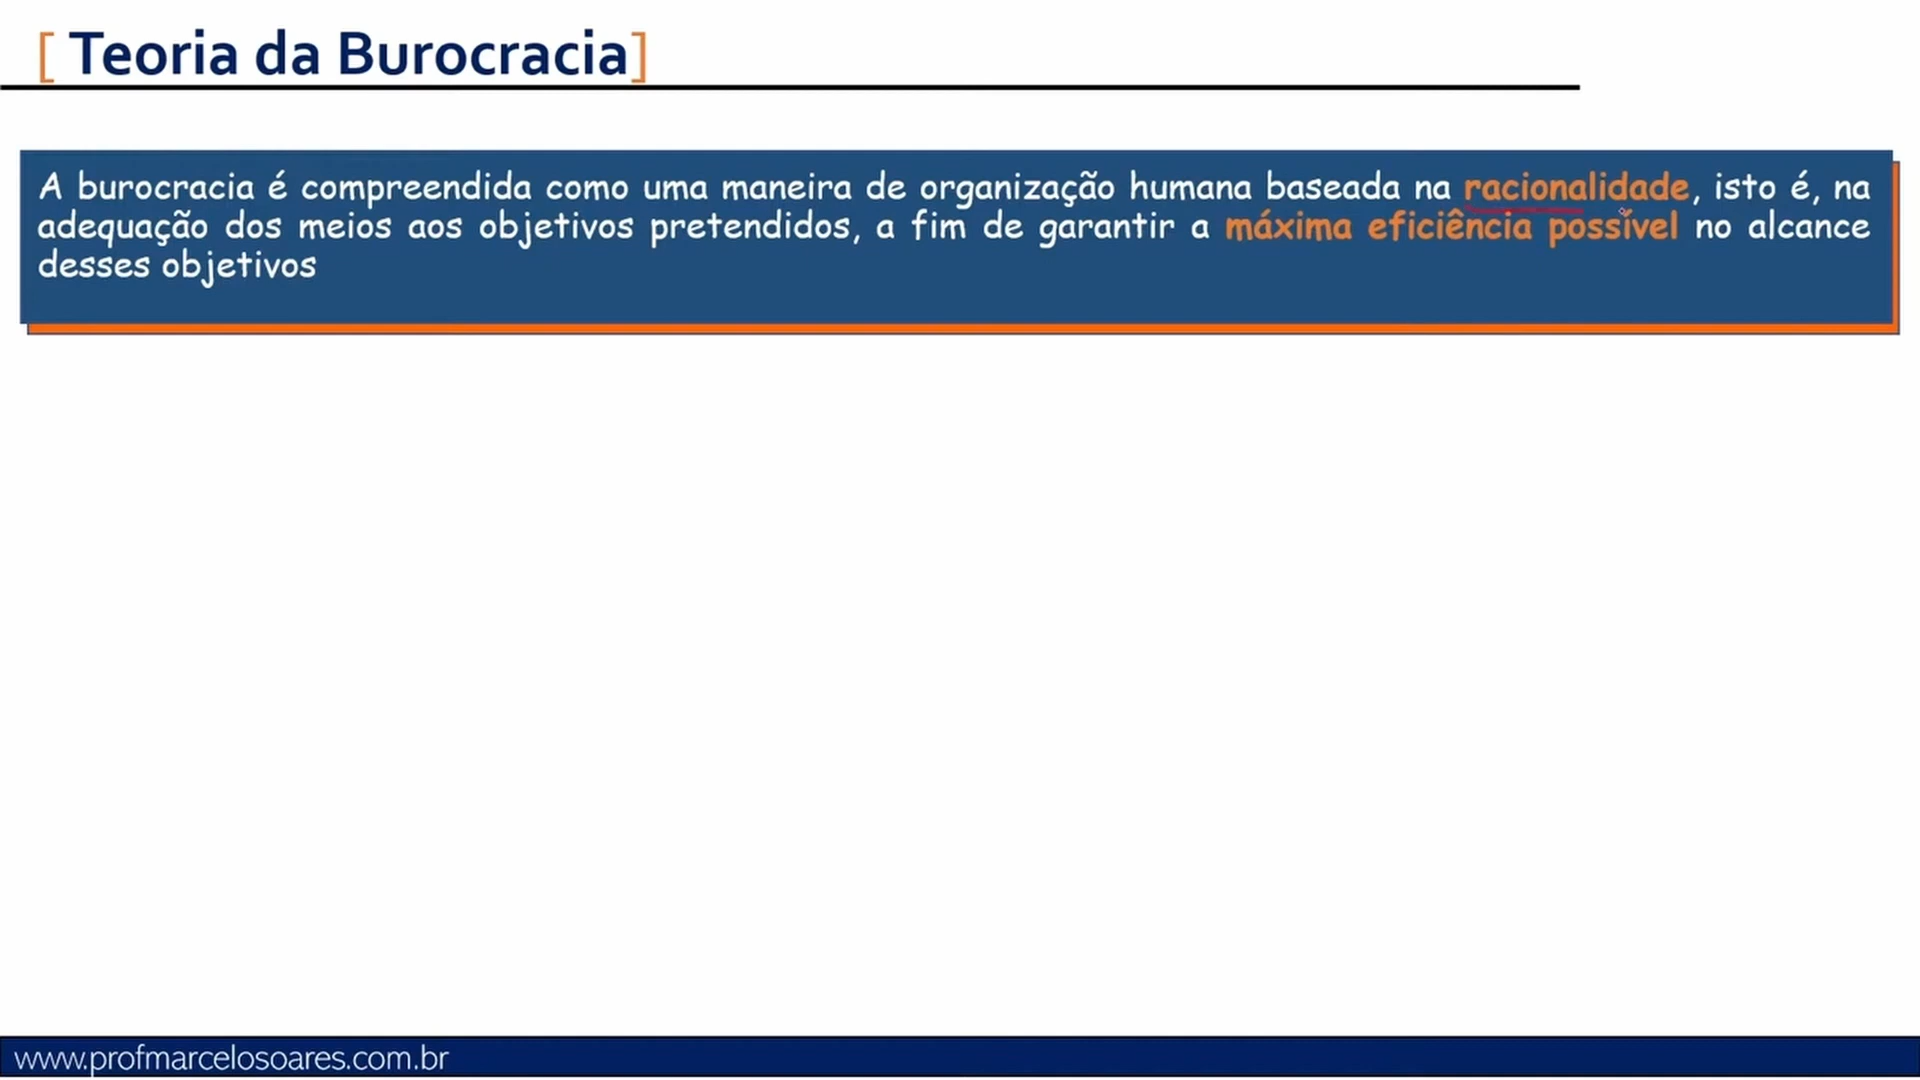 [ Teoria da Burocracia]
A burocracia é compreendida como uma maneira de organização humana baseada na racionalidade, isto é, na
adequação dos meios aos objetivos pretendidos, a fim de garantir a máxima eficiência possível no alcance
desses objetivos
www.profmarcelosoares.com.br